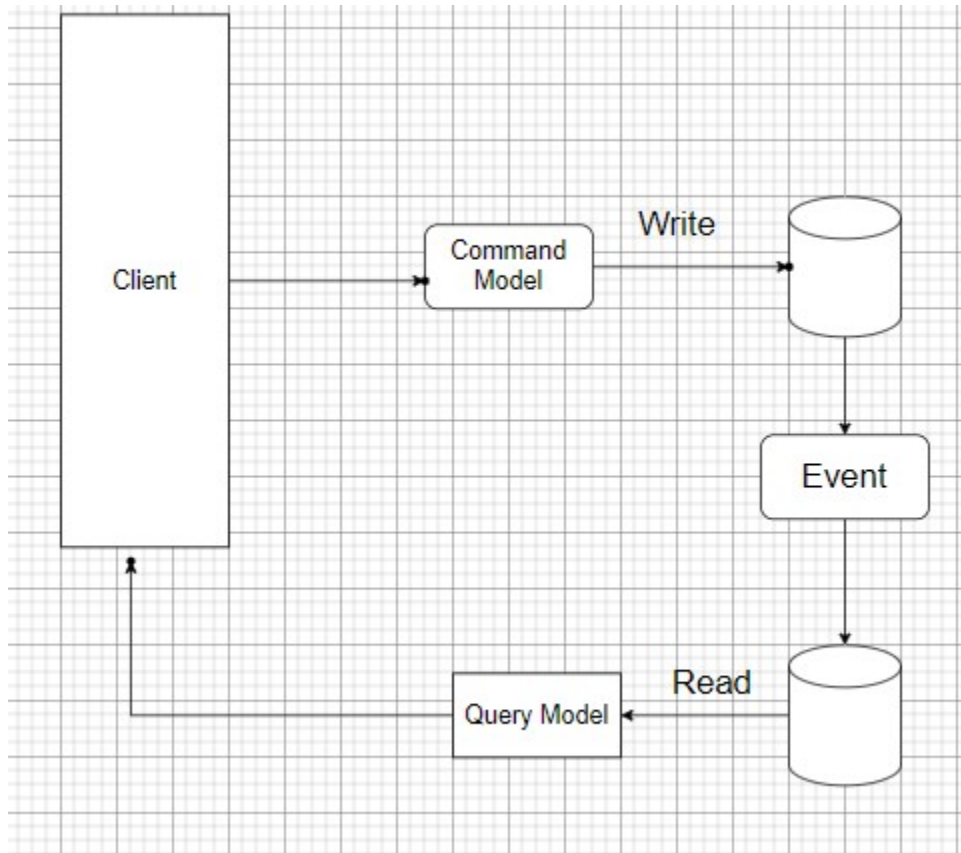 Client
Command
Model
Write
Event
Read
Query Model